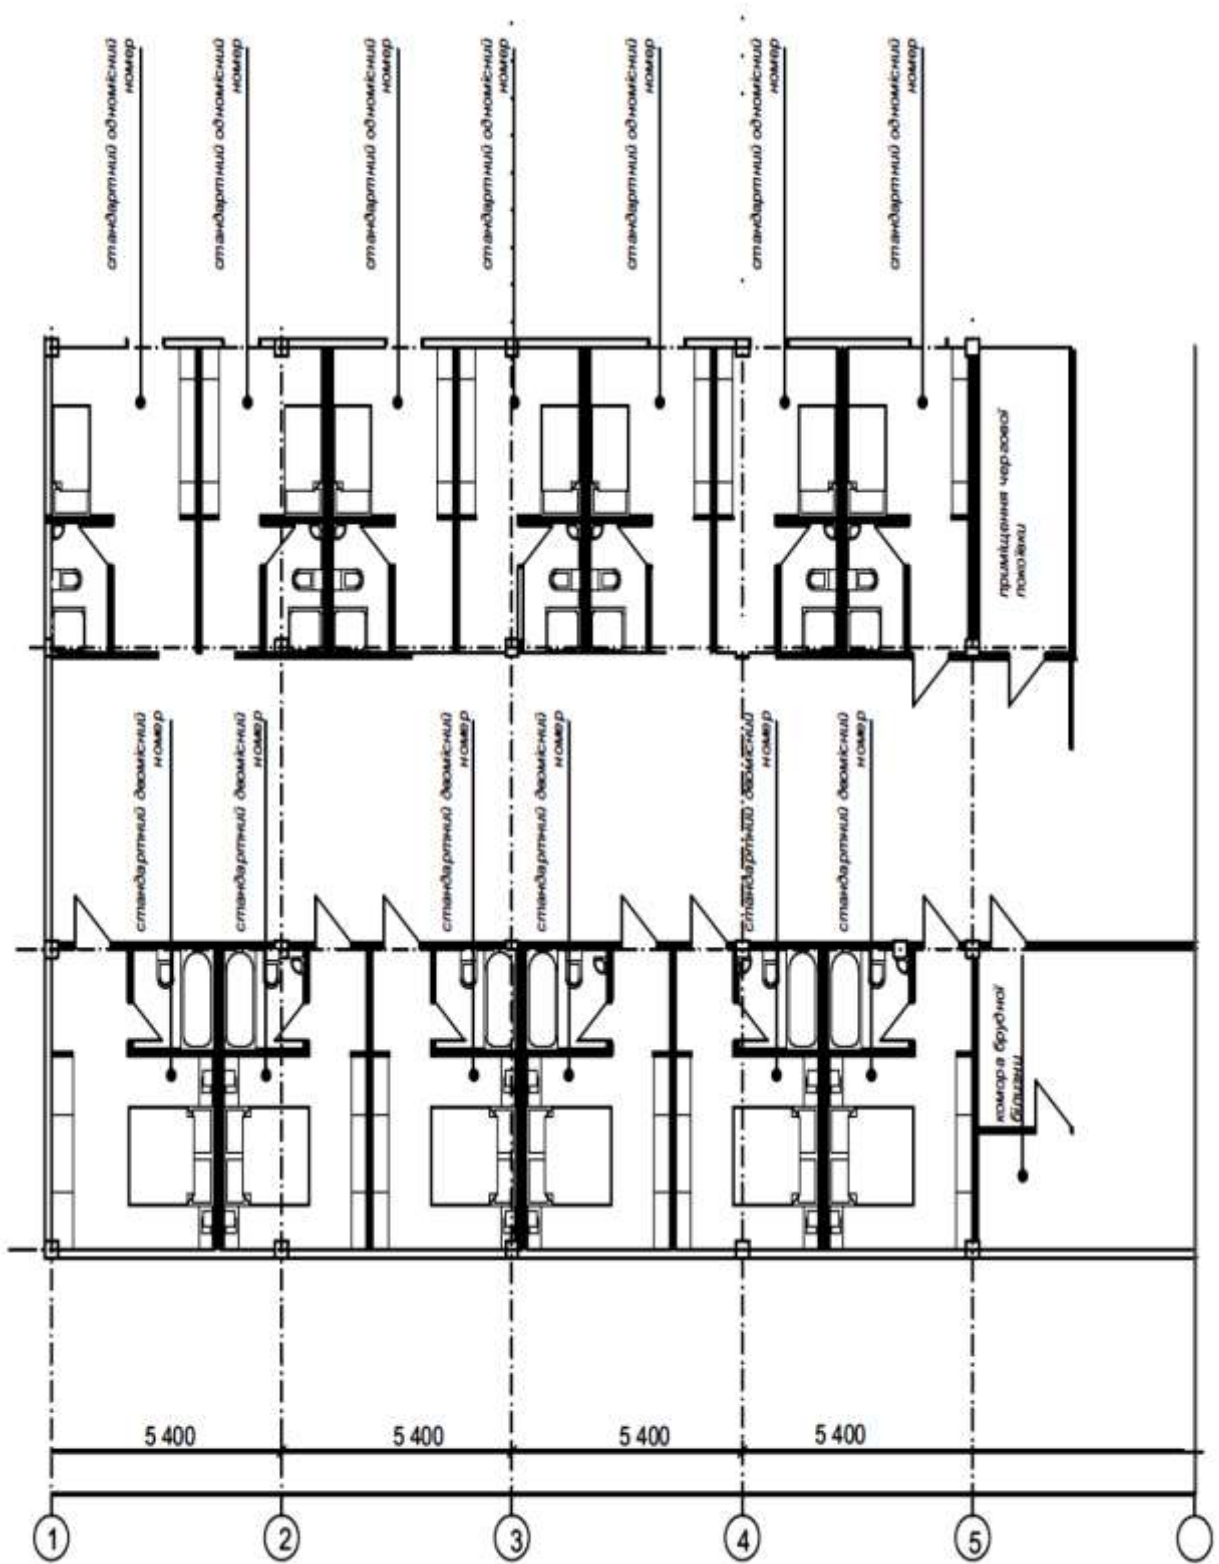 стандартний одномісний
номер
стандартний одномісний
номер
стандартний одномісний
номер
стандартний одномісний
номер
стандартний одномісний
номер
стандартний одномісний
номер
стандартний одномісний
номер
приміщення чергової
покоївки
стандартний двомісний
номер
стандартний двомісний
номер
стандартний двомісний
номер
стандартний двомісний
номер
стандартний двомісний
номер
стандартний двомісний
номер
комора брудної
білизни
5 400
5 400
5 400
5 400
1
2
3
4
5